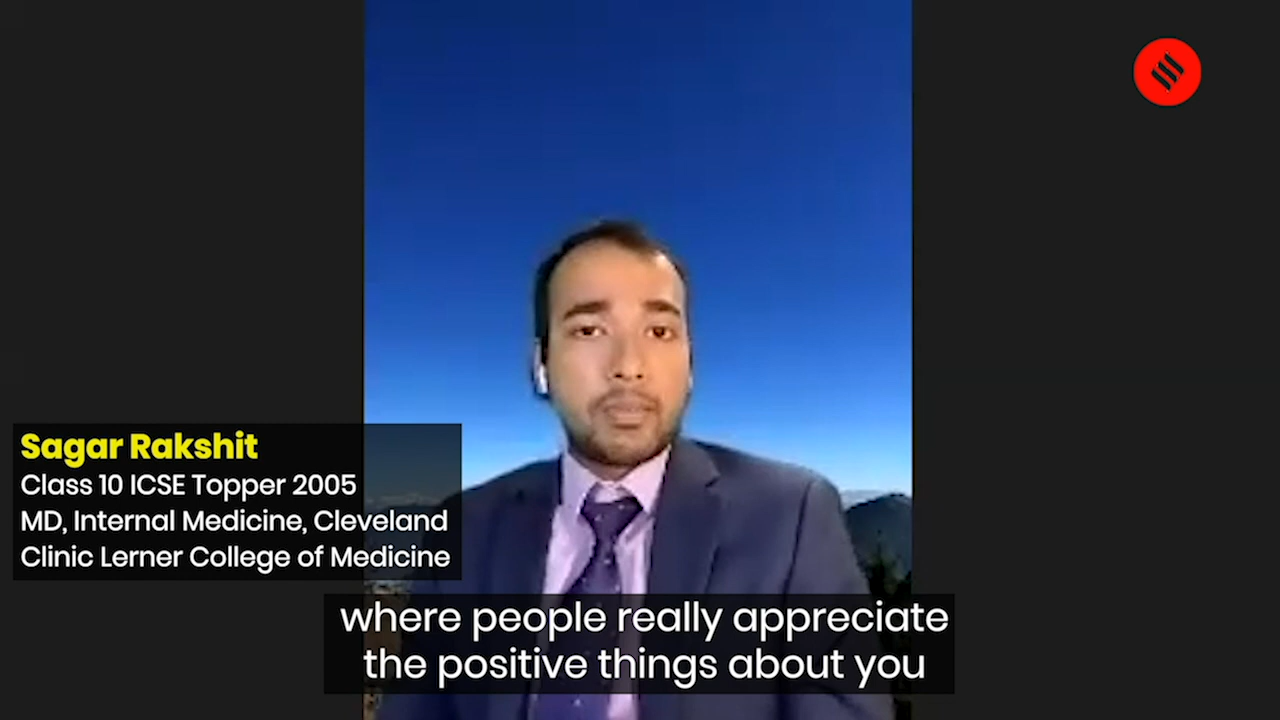 Sagar Rakshit
Class 10 ICSE Topper 2005
MD, Internal Medicine, Cleveland
Clinic Lerner College of Medicine
where people really appreciate
the positive things about you